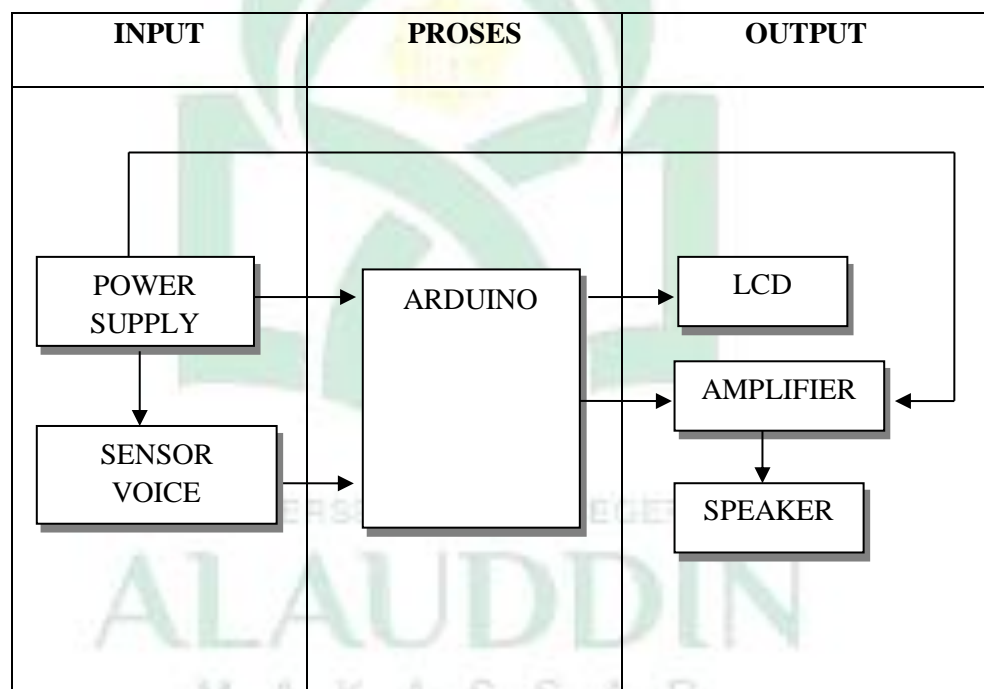 INPUT
PROSES
OUTPUT
POWER
SUPPLY
ARDUINO
LCD
AMPLIFIER
SENSOR
VOICE
SPEAKER
ALAUDDIN
M A K A S S A R